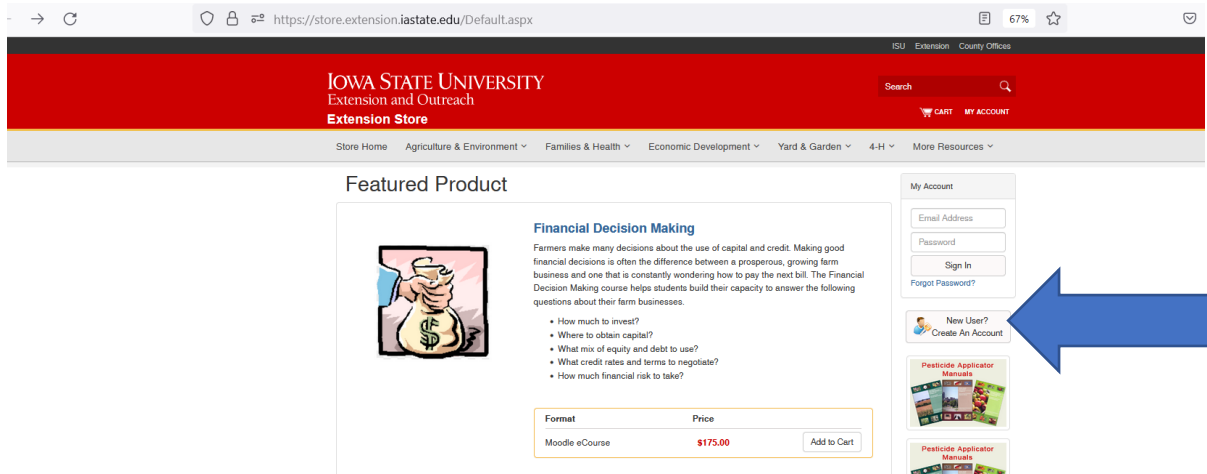 https://store.extension.iastate.edu/Default.aspx
67%
ISU Extension County Offices
IOWA STATE UNIVERSITY
Extension and Outreach
Extension Store
Search
CART MY ACCOUNT
Store Home Agriculture & Environment Families & Health Economic Development Yard & Garden 4-H More Resources
Featured Product
Financial Decision Making
Farmers make many decisions about the use of capital and credit. Making good
financial decisions is often the difference between a prosperous, growing farm
business and one that is constantly wondering how to pay the next bill. The Financial
Decision Making course helps students build their capacity to answer the following
questions about their farm businesses.
• How much to invest?
• Where to obtain capital?
• What mix of equity and debt to use?
• What credit rates and terms to negotiate?
• How much financial risk to take?
Format Price
Moodle eCourse $175.00 Add to Cart
My Account
Email Address
Password
Sign In
Forgot Password?
New User?
Create An Account
Pesticide Applicator
Manuals
Pesticide Applicator
Manuals
$